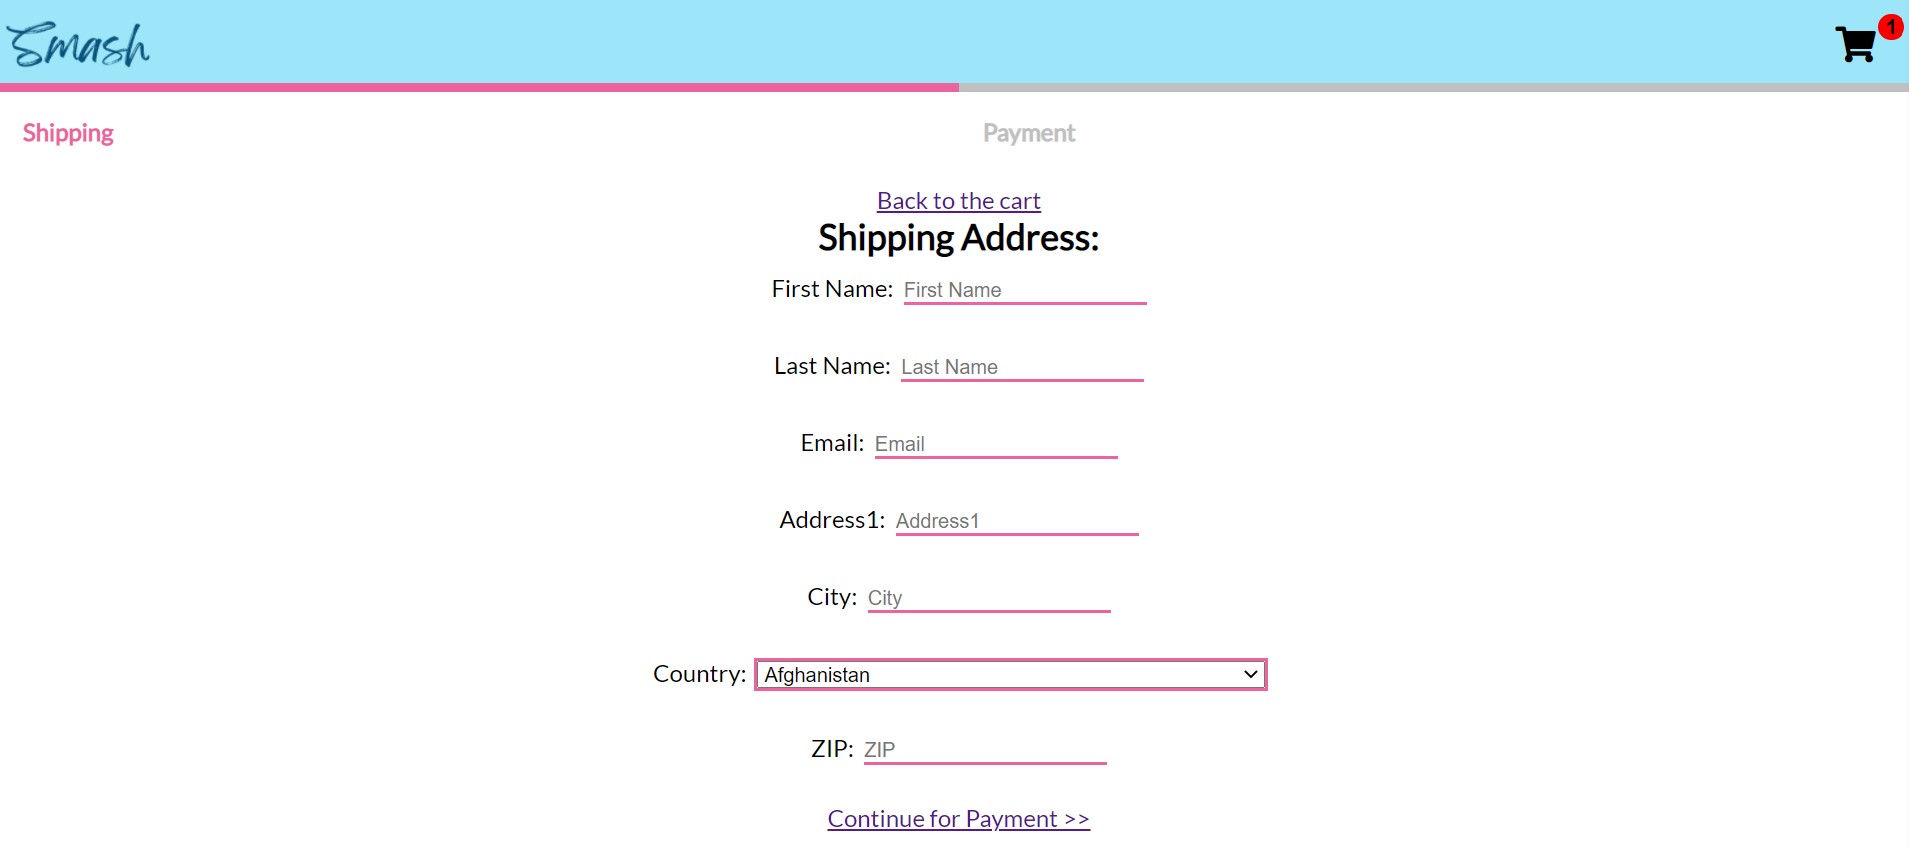 Smash
1
Shipping
Payment
Back to the cart
Shipping Address:
First Name: First Name
Last Name: Last Name
Email: Email
Address1: Address1
City: City
Country: Afghanistan
ZIP: ZIP
Continue for Payment >>